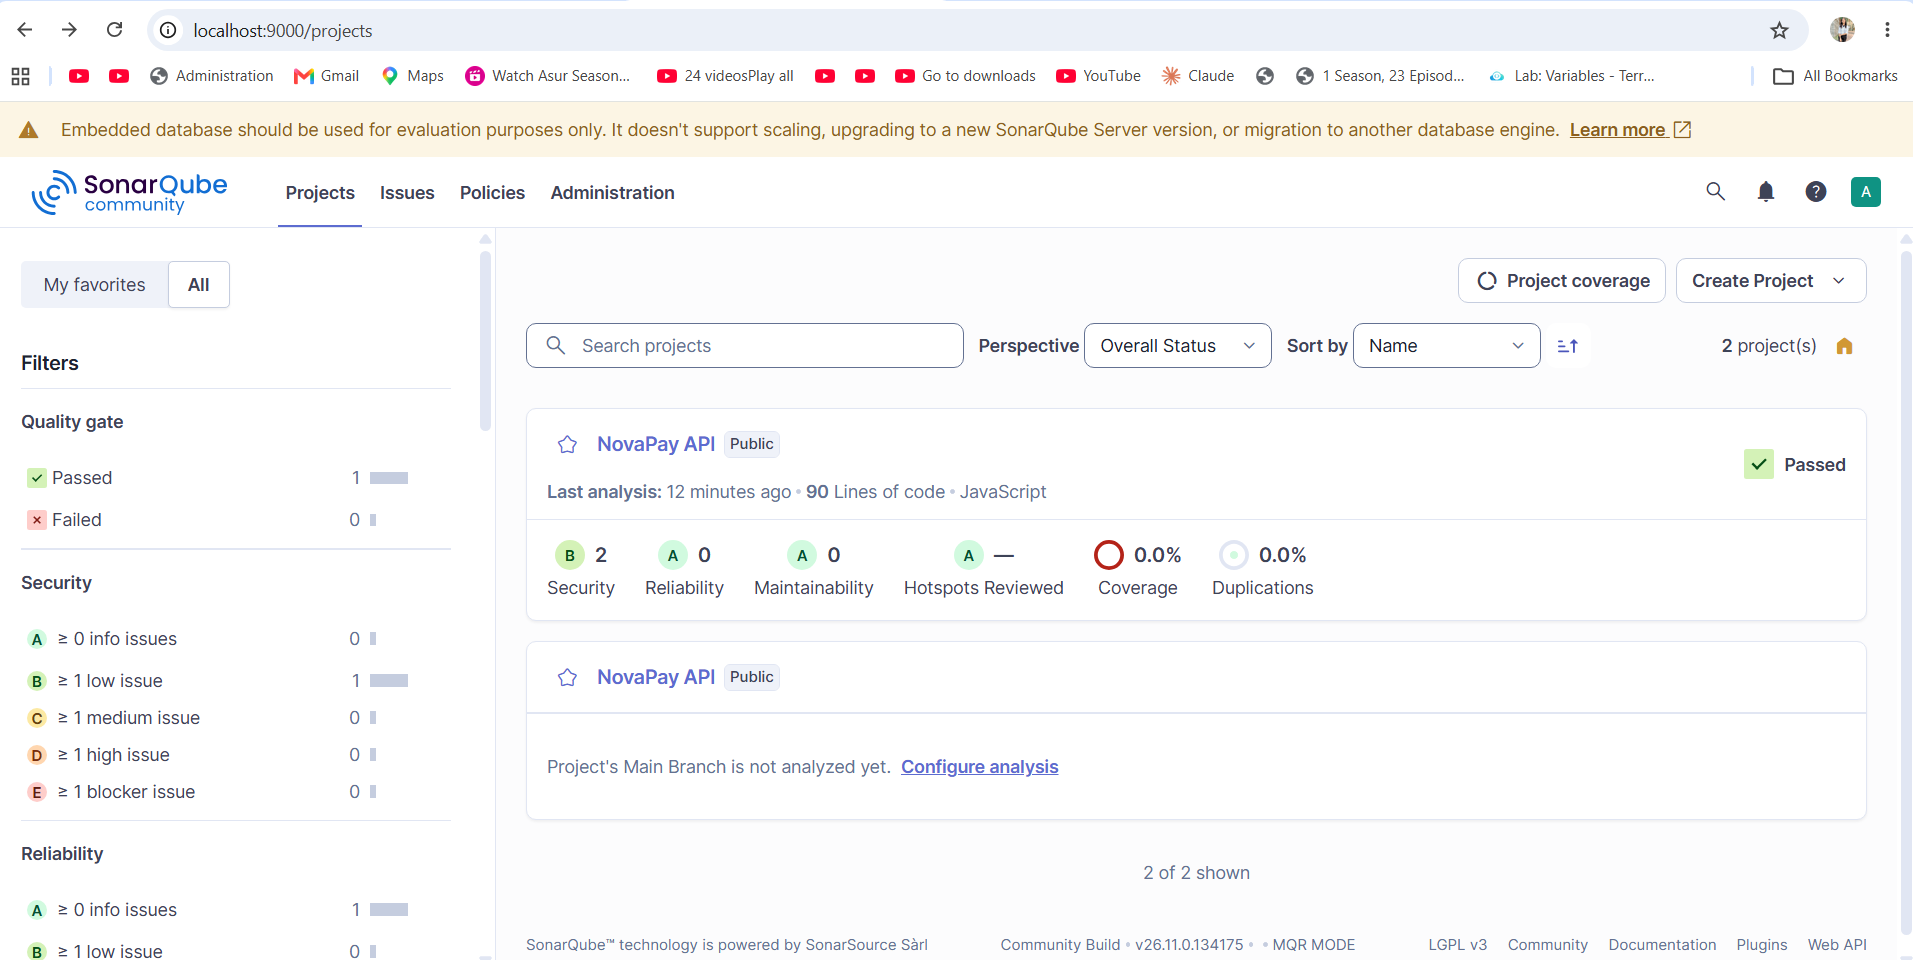 localhost:9000/projects
Administration
Gmail
Maps
Watch Asur Season...
24 videosPlay all
Go to downloads
YouTube
Claude
1 Season, 23 Episod...
Lab: Variables - Terr...
All Bookmarks
Embedded database should be used for evaluation purposes only. It doesn't support scaling, upgrading to a new SonarQube Server version, or migration to another database engine. Learn more
SonarQube
community
Projects
Issues
Policies
Administration
A
My favorites
All
Filters
Quality gate
Passed 1
Failed 0
Security
A ≥ 0 info issues 0
B ≥ 1 low issue 1
C ≥ 1 medium issue 0
D ≥ 1 high issue 0
E ≥ 1 blocker issue 0
Reliability
A ≥ 0 info issues 1
B ≥ 1 low issue 0
Project coverage
Create Project
Search projects
Perspective
Overall Status
Sort by
Name
2 project(s)
NovaPay API Public
Passed
Last analysis: 12 minutes ago • 90 Lines of code • JavaScript
B 2
Security
A 0
Reliability
A 0
Maintainability
A —
Hotspots Reviewed
0.0%
Coverage
0.0%
Duplications
NovaPay API Public
Project's Main Branch is not analyzed yet. Configure analysis
2 of 2 shown
SonarQube™ technology is powered by SonarSource Sàrl
Community Build • v26.11.0.134175 • • MQR MODE
LGPL v3
Community
Documentation
Plugins
Web API